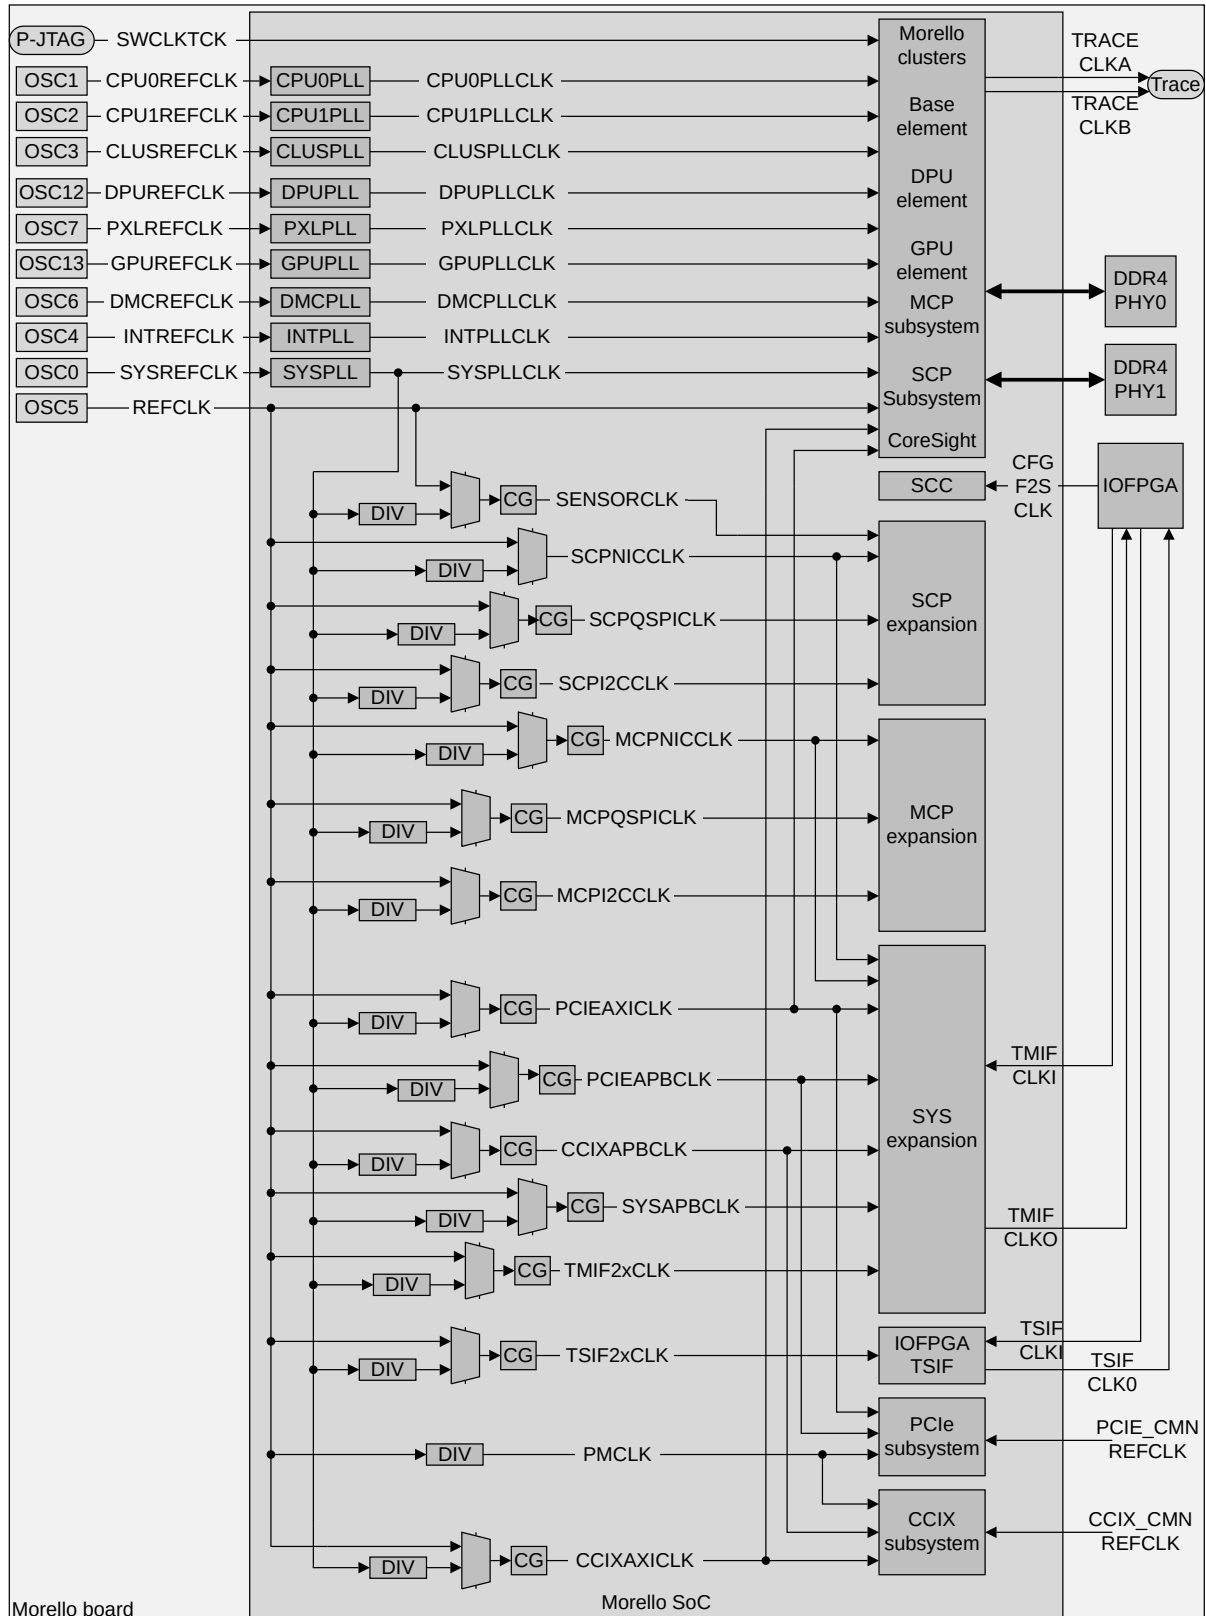 P-JTAG SWCLKTCK Morello
clusters
TRACE
CLKA
Trace
OSC1 CPU0REFCLK CPU0PLL CPU0PLLCLK
TRACE
CLKB
OSC2 CPU1REFCLK CPU1PLL CPU1PLLCLK
Base
element
OSC3 CLUSREFCLK CLUSPLL CLUSPLLCLK
OSC12 DPUREFCLK DPUPLL DPUPLLCLK
DPU
element
OSC7 PXLREFCLK PXLPLL PXLPLLCLK
OSC13 GPUREFCLK GPUPLL GPUPLLCLK
GPU
element
OSC6 DMCREFCLK DMCPLL DMCPLLCLK
MCP
subsystem
DDR4
PHY0
OSC4 INTREFCLK INTPLL INTPLLCLK
OSC0 SYSREFCLK SYSPLL SYSPLLCLK
SCP
Subsystem
DDR4
PHY1
OSC5 REFCLK
CoreSight
SCC
CFG
F2S
CLK
IOFPGA
DIV CG SENSORCLK
DIV SCPNICCLK
DIV CG SCPQSPICLK
SCP
expansion
DIV CG SCPI2CCLK
DIV CG MCPNICCLK
DIV CG MCPQSPICLK
MCP
expansion
DIV CG MCPI2CCLK
DIV CG PCIEAXICLK
TMIF
CLKI
DIV CG PCIEAPBCLK
SYS
expansion
DIV CG CCIXAPBCLK
DIV CG SYSAPBCLK
TMIF
CLKO
DIV CG TMIF2xCLK
DIV CG TSIF2xCLK
IOFPGA
TSIF
TSIF
CLKI
TSIF
CLK0
DIV PMCLK
PCIe
subsystem
PCIE_CMN
REFCLK
CCIX
subsystem
CCIX_CMN
REFCLK
DIV CG CCIXAXICLK
Morello board
Morello SoC